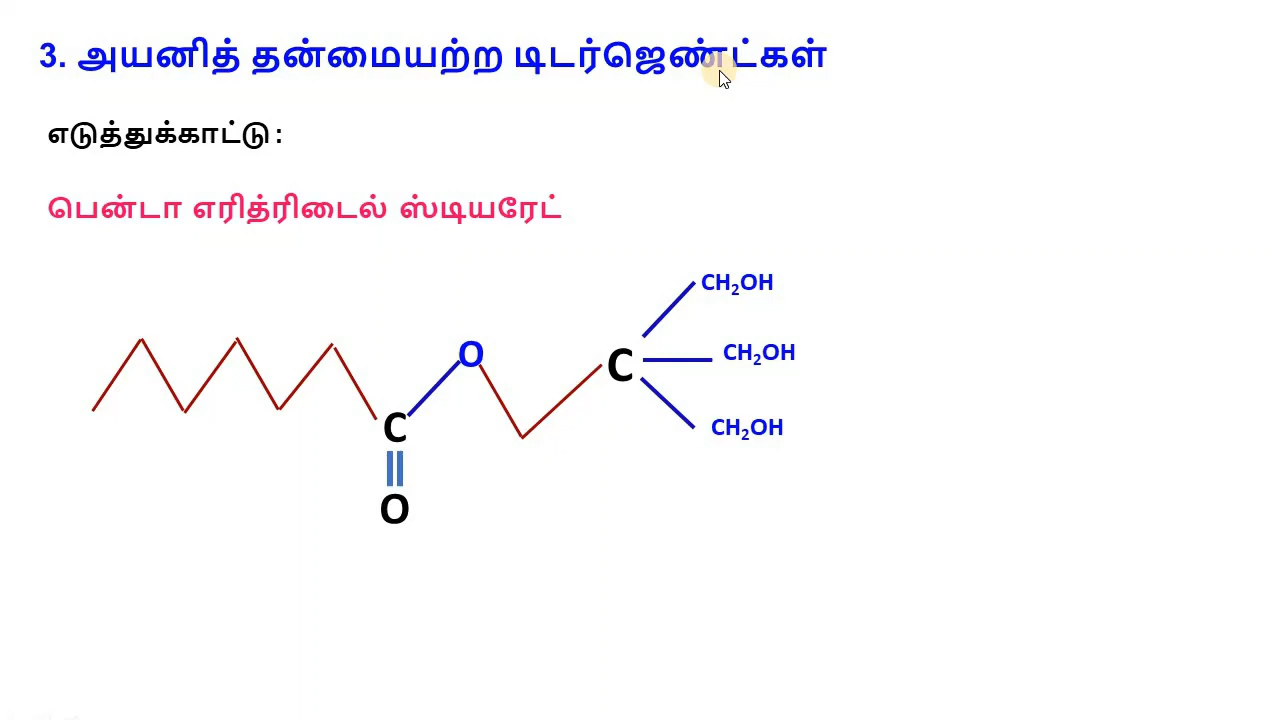 3. அயனித் தன்மையற்ற டிடர்ஜெண்ட்கள்
எடுத்துக்காட்டு :
பென்டா எரித்ரிடைல் ஸ்டியரேட்
CH₂OH
O
C
CH₂OH
C
CH₂OH
O